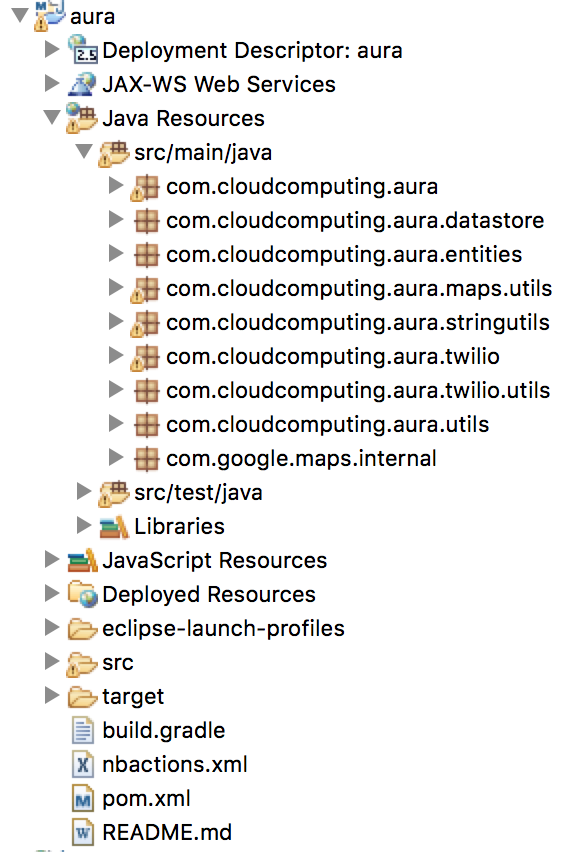 aura
Deployment Descriptor: aura
JAX-WS Web Services
Java Resources
src/main/java
com.cloudcomputing.aura
com.cloudcomputing.aura.datastore
com.cloudcomputing.aura.entities
com.cloudcomputing.aura.maps.utils
com.cloudcomputing.aura.stringutils
com.cloudcomputing.aura.twilio
com.cloudcomputing.aura.twilio.utils
com.cloudcomputing.aura.utils
com.google.maps.internal
src/test/java
Libraries
JavaScript Resources
Deployed Resources
eclipse-launch-profiles
src
target
build.gradle
nbactions.xml
pom.xml
README.md